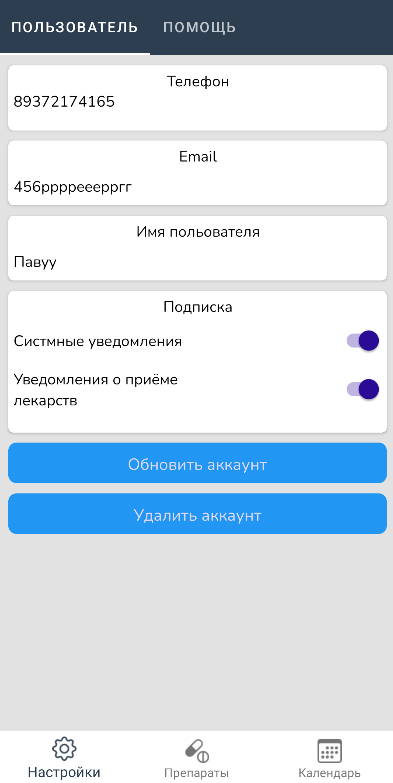 ПОЛЬЗОВАТЕЛЬ ПОМОЩЬ
Телефон
89372174165
Email
456рррреееррргг
Имя польователя
Павуу
Подписка
Систмные уведомления
Уведомления о приёме
лекарств
Обновить аккаунт
Удалить аккаунт
Настройки Препараты Календарь